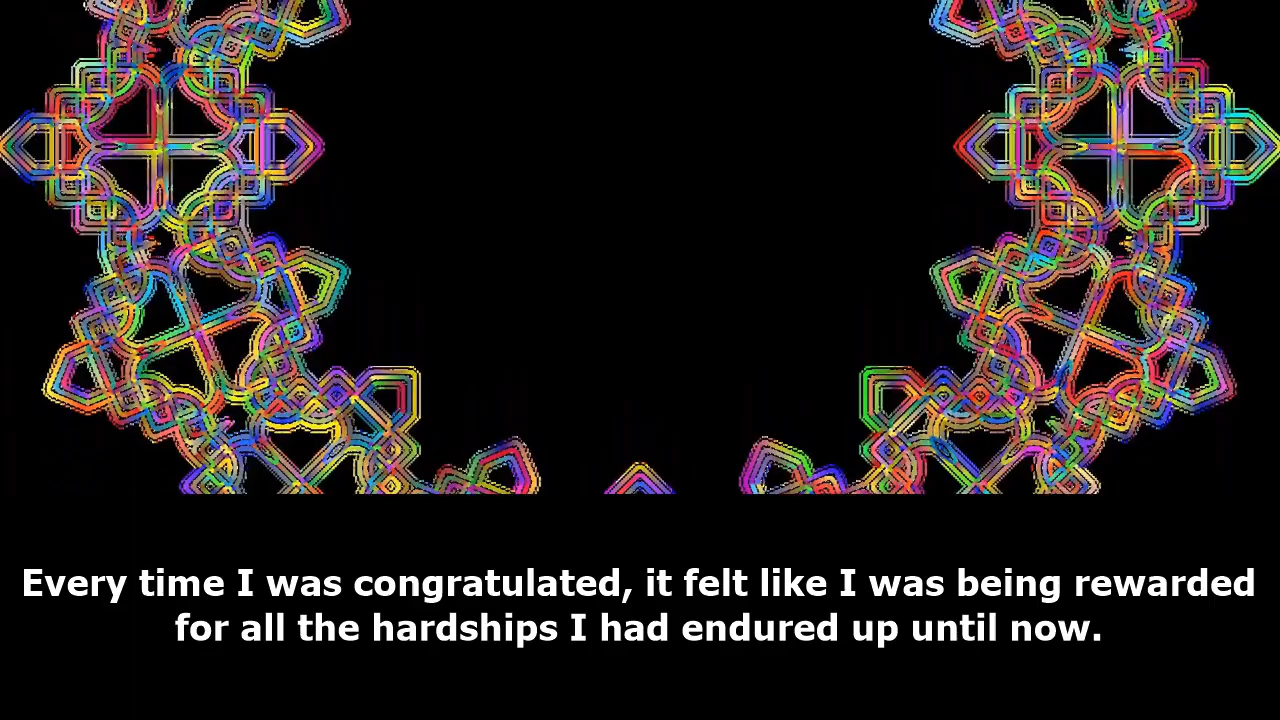 Every time I was congratulated, it felt like I was being rewarded
for all the hardships I had endured up until now.